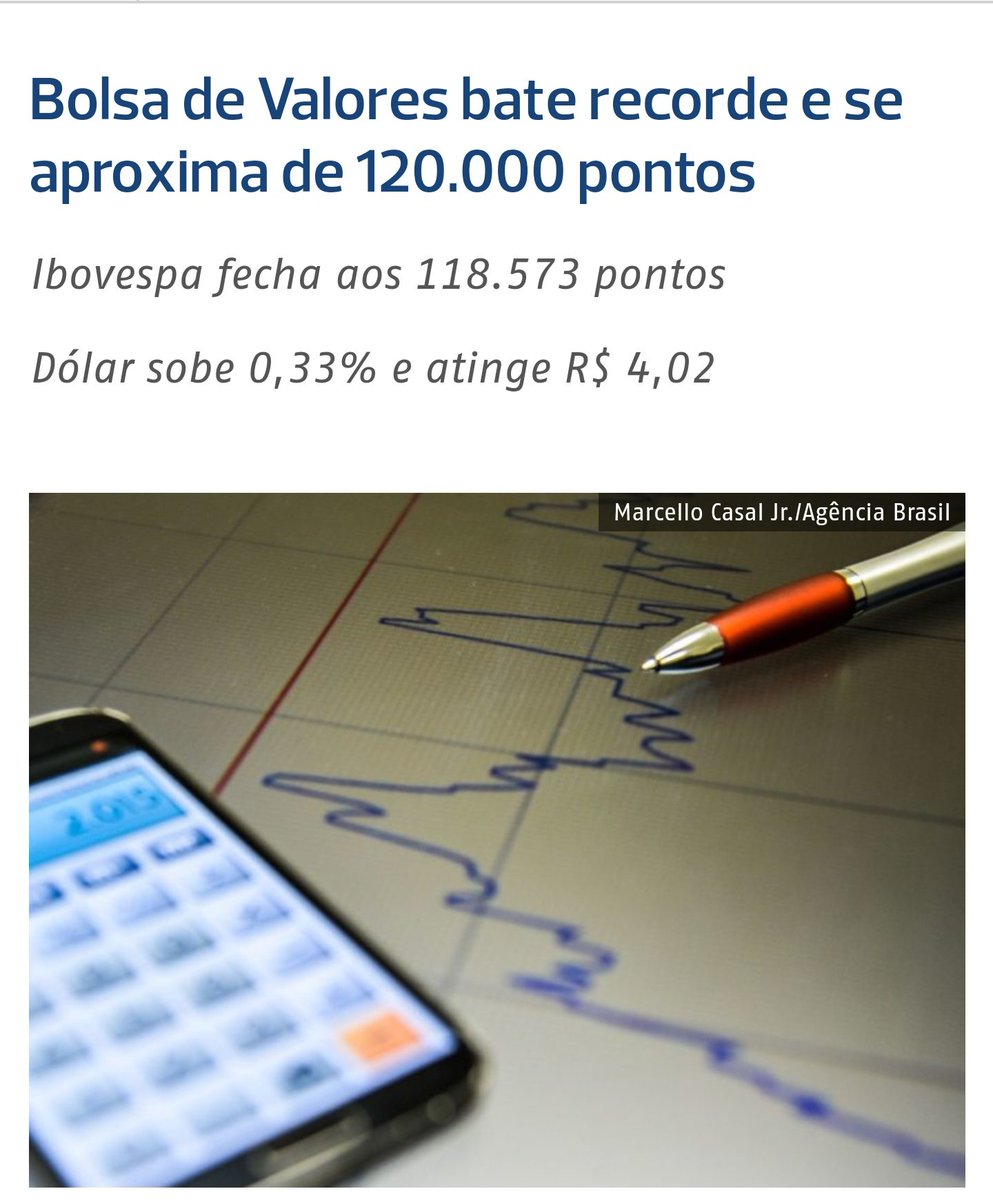 Bolsa de Valores bate recorde e se
aproxima de 120.000 pontos
Ibovespa fecha aos 118.573 pontos
Dólar sobe 0,33% e atinge R$ 4,02
Marcello Casal Jr./Agência Brasil